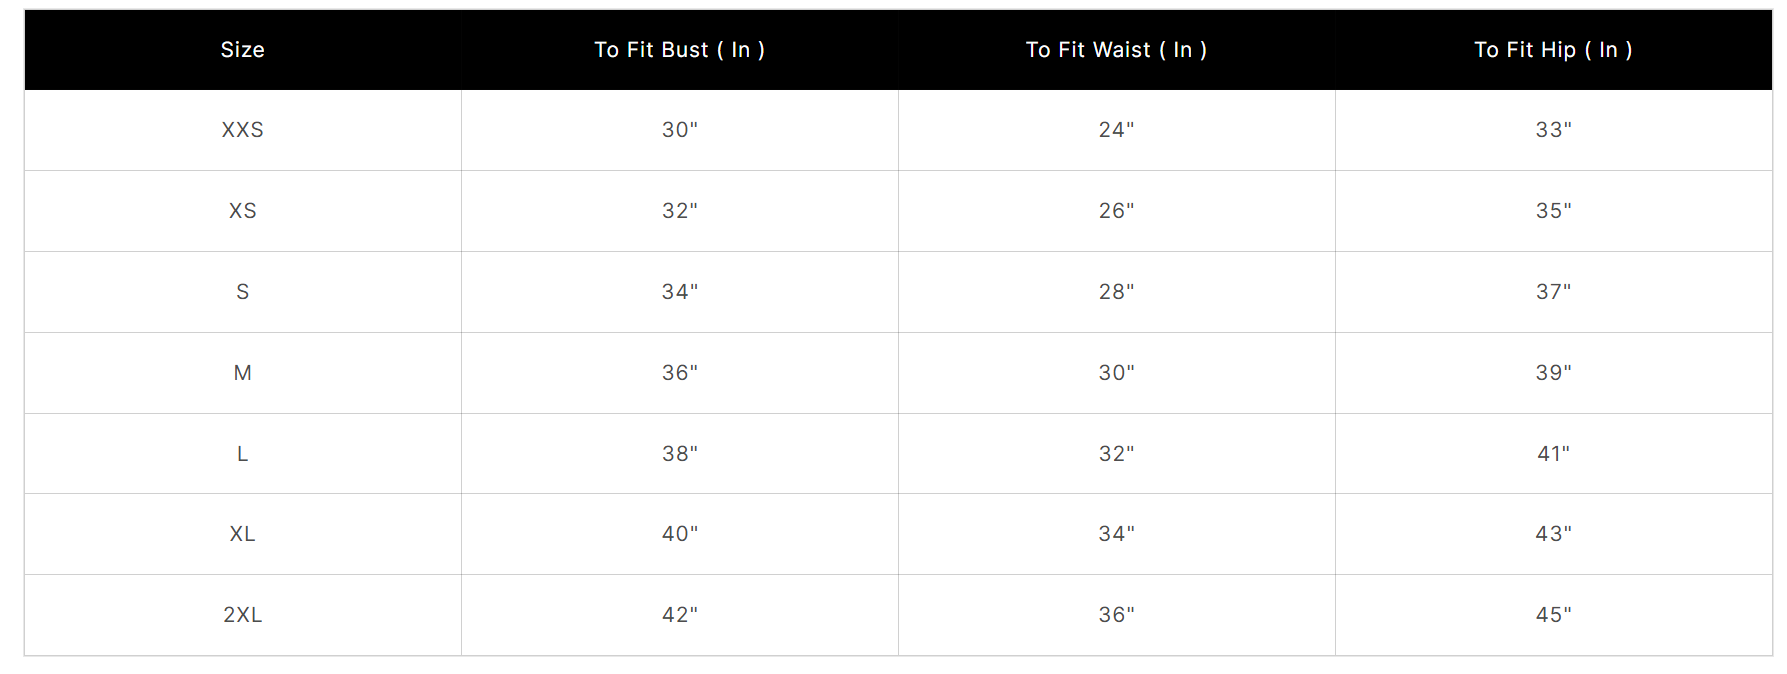 Size To Fit Bust ( In ) To Fit Waist ( In ) To Fit Hip ( In )
XXS 30" 24" 33"
XS 32" 26" 35"
S 34" 28" 37"
M 36" 30" 39"
L 38" 32" 41"
XL 40" 34" 43"
2XL 42" 36" 45"